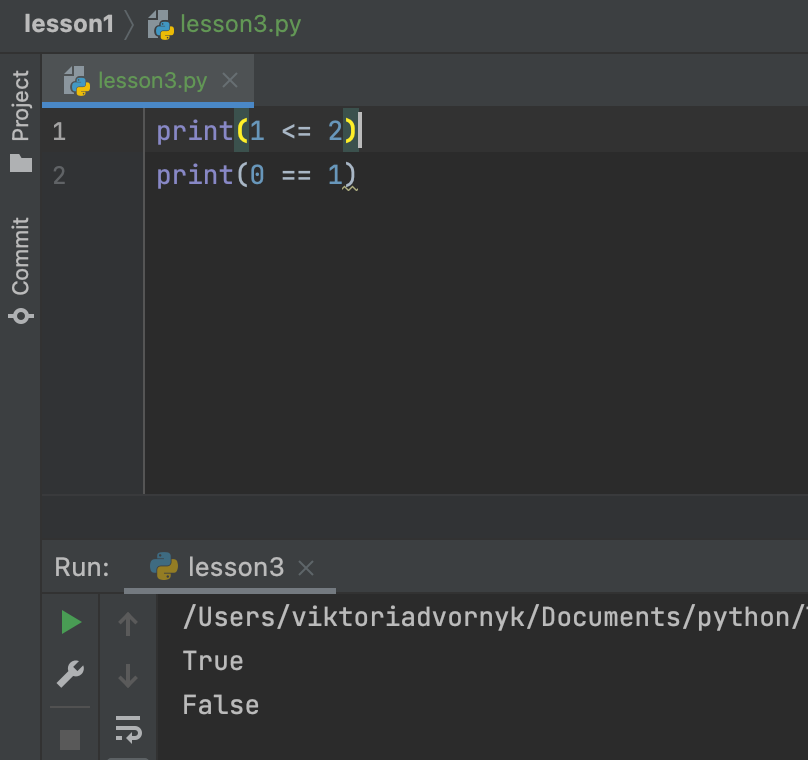 lesson1 lesson3.py
lesson3.py
Project
Commit
1 print(1 <= 2)
2 print(0 == 1)
Run: lesson3
/Users/viktoriadvornyk/Documents/python/
True
False